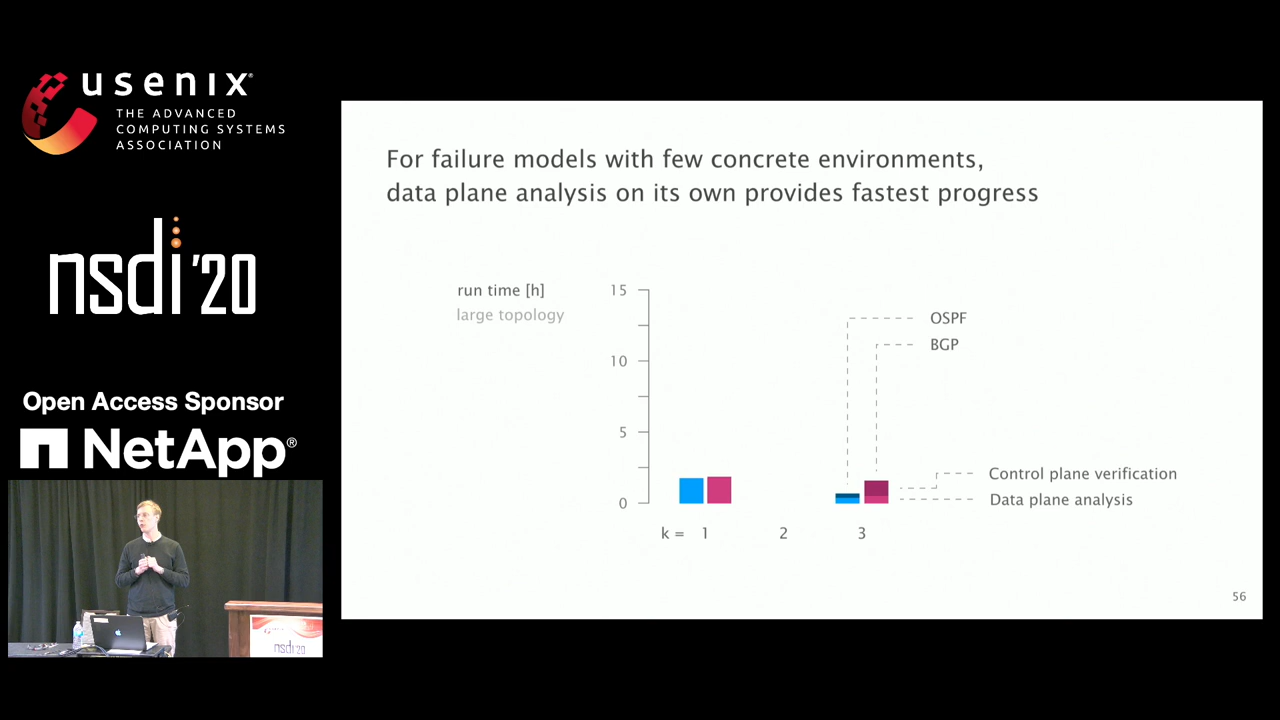 usenix®
THE ADVANCED
COMPUTING SYSTEMS
ASSOCIATION
nsdi '20
Open Access Sponsor
NetApp®
For failure models with few concrete environments,
data plane analysis on its own provides fastest progress
run time [h]
large topology
15
10
5
0
k = 1 2 3
OSPF
BGP
Control plane verification
Data plane analysis
56
nsdi '20